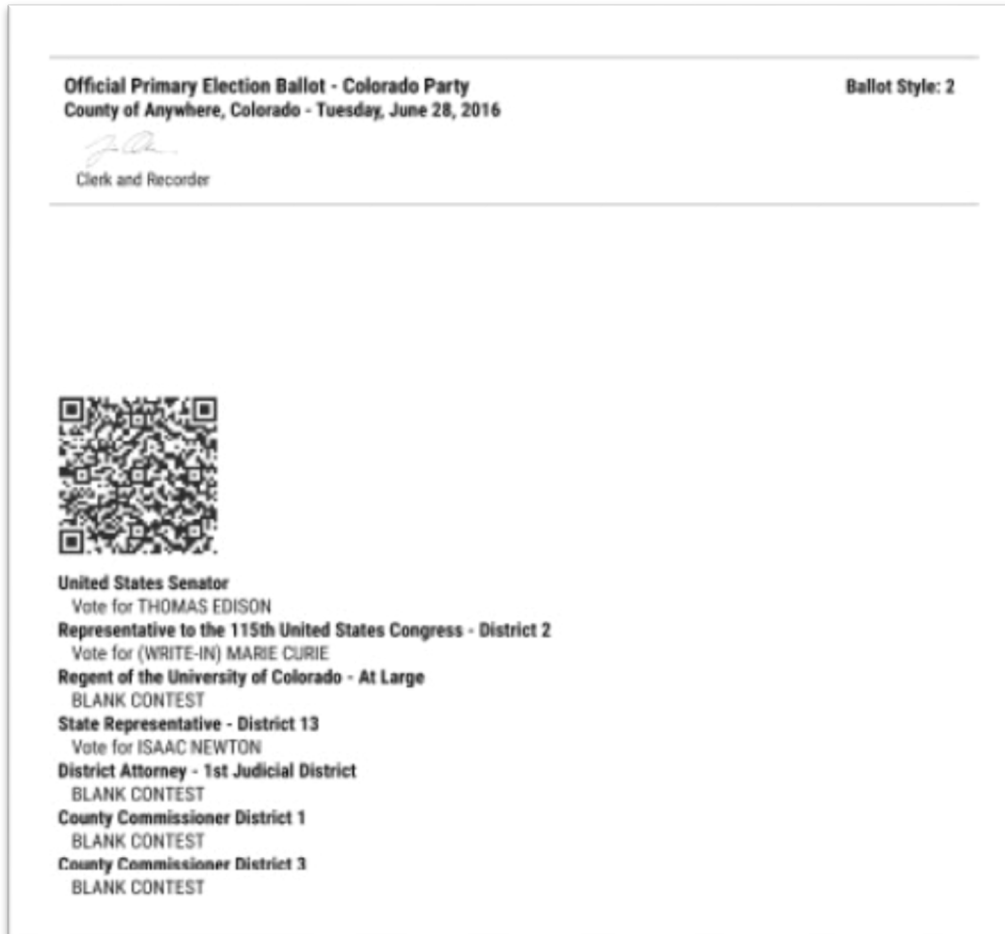 Official Primary Election Ballot - Colorado Party
Ballot Style: 2
County of Anywhere, Colorado - Tuesday, June 28, 2016
Clerk and Recorder
United States Senator
Vote for THOMAS EDISON
Representative to the 115th United States Congress - District 2
Vote for (WRITE-IN) MARIE CURIE
Regent of the University of Colorado - At Large
BLANK CONTEST
State Representative - District 13
Vote for ISAAC NEWTON
District Attorney - 1st Judicial District
BLANK CONTEST
County Commissioner District 1
BLANK CONTEST
County Commissioner District 3
BLANK CONTEST